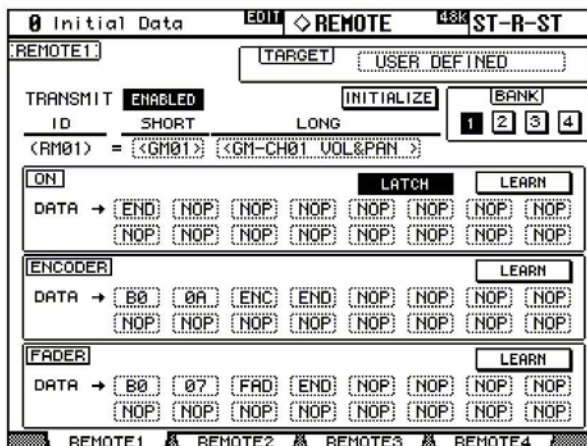 0 Initial Data EDIT ◇REMOTE 48K ST-R-ST
REMOTE1 TARGET USER DEFINED
TRANSMIT ENABLED INITIALIZE BANK
ID SHORT LONG 1 2 3 4
(RM01) = <GM01> <GM-CH01 VOL&PAN >
ON LATCH LEARN
DATA → END NOP NOP NOP NOP NOP NOP NOP
NOP NOP NOP NOP NOP NOP NOP NOP
ENCODER LEARN
DATA → B0 0A ENC END NOP NOP NOP NOP
NOP NOP NOP NOP NOP NOP NOP NOP
FADER LEARN
DATA → B0 07 FAD END NOP NOP NOP NOP
NOP NOP NOP NOP NOP NOP NOP NOP
REMOTE1 REMOTE2 REMOTE3 REMOTE4